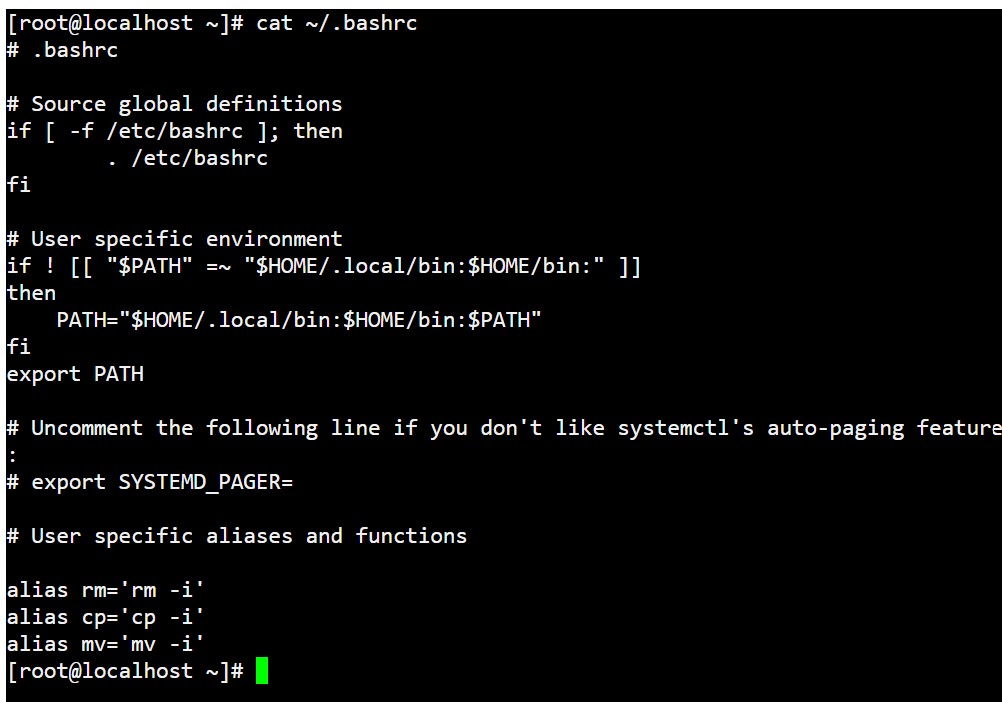 [root@localhost ~]# cat ~/.bashrc
# .bashrc

# Source global definitions
if [ -f /etc/bashrc ]; then
        . /etc/bashrc
fi

# User specific environment
if ! [[ "$PATH" =~ "$HOME/.local/bin:$HOME/bin:" ]]
then
    PATH="$HOME/.local/bin:$HOME/bin:$PATH"
fi
export PATH

# Uncomment the following line if you don't like systemctl's auto-paging feature
:
# export SYSTEMD_PAGER=

# User specific aliases and functions

alias rm='rm -i'
alias cp='cp -i'
alias mv='mv -i'
[root@localhost ~]#